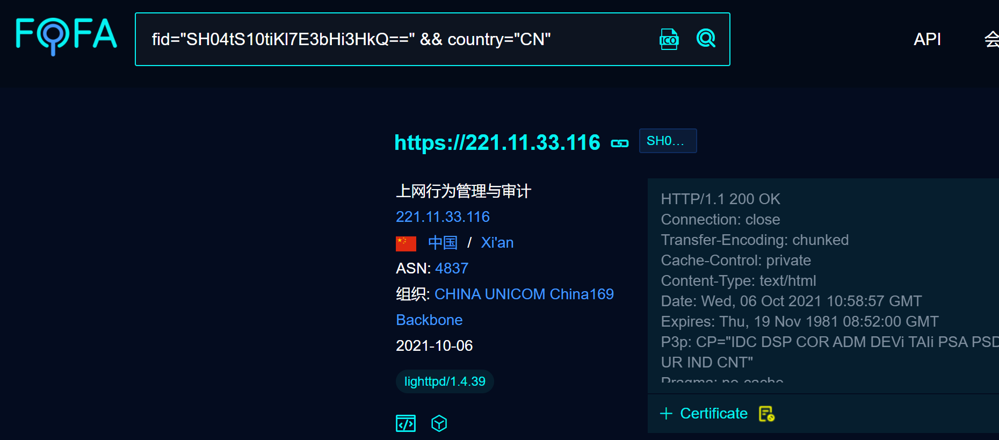 FOFA
fid="SH04tS10tiKl7E3bHi3HkQ==" && country="CN"
ICO
API
会
https://221.11.33.116
SH0...
上网行为管理与审计
221.11.33.116
中国 / Xi'an
ASN: 4837
组织: CHINA UNICOM China169
Backbone
2021-10-06
lighttpd/1.4.39
HTTP/1.1 200 OK
Connection: close
Transfer-Encoding: chunked
Cache-Control: private
Content-Type: text/html
Date: Wed, 06 Oct 2021 10:58:57 GMT
Expires: Thu, 19 Nov 1981 08:52:00 GMT
P3p: CP="IDC DSP COR ADM DEVi TAIi PSA PSD
UR IND CNT"
Pragma: no-cache
+ Certificate